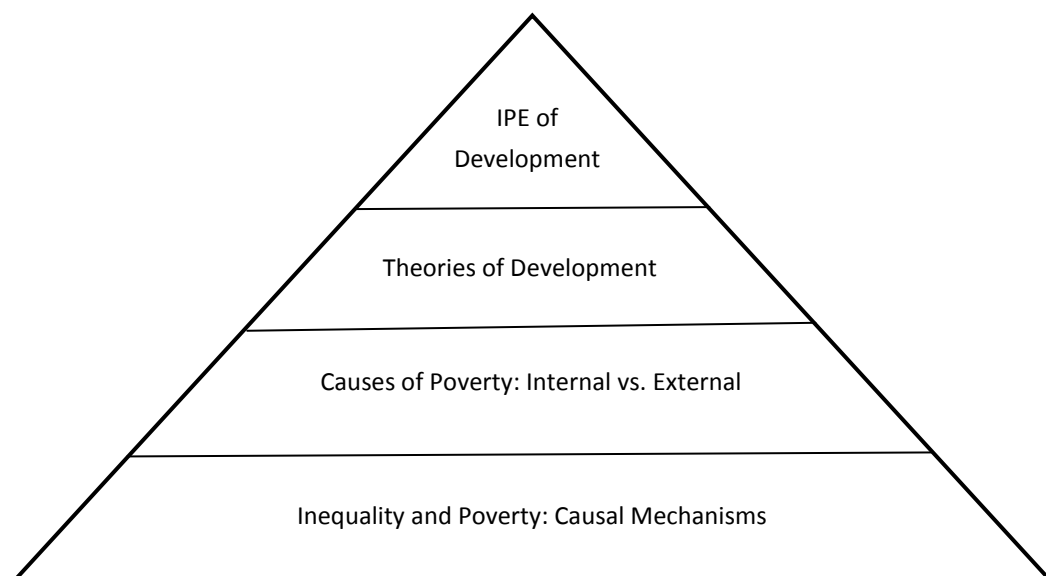 IPE of
Development
Theories of Development
Causes of Poverty: Internal vs. External
Inequality and Poverty: Causal Mechanisms